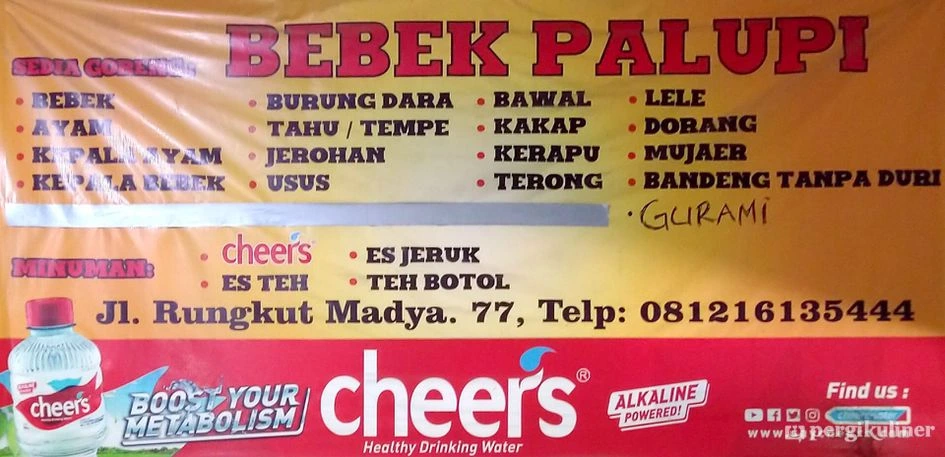 BEBEK PALUPI
SEDIA GORENG:
• BEBEK
• AYAM
• KEPALA AYAM
• KEPALA BEBEK
• BURUNG DARA
• TAHU / TEMPE
• JEROHAN
• USUS
• BAWAL
• KAKAP
• KERAPU
• TERONG
• LELE
• DORANG
• MUJAER
• BANDENG TANPA DURI
• GURAMI
MINUMAN:
• cheers
• ES TEH
• ES JERUK
• TEH BOTOL
Jl. Rungkut Madya. 77, Telp: 081216135444
cheers
BOOST YOUR
METABOLISM
cheers®
Healthy Drinking Water
ALKALINE
POWERED!
Find us :
pergikuliner